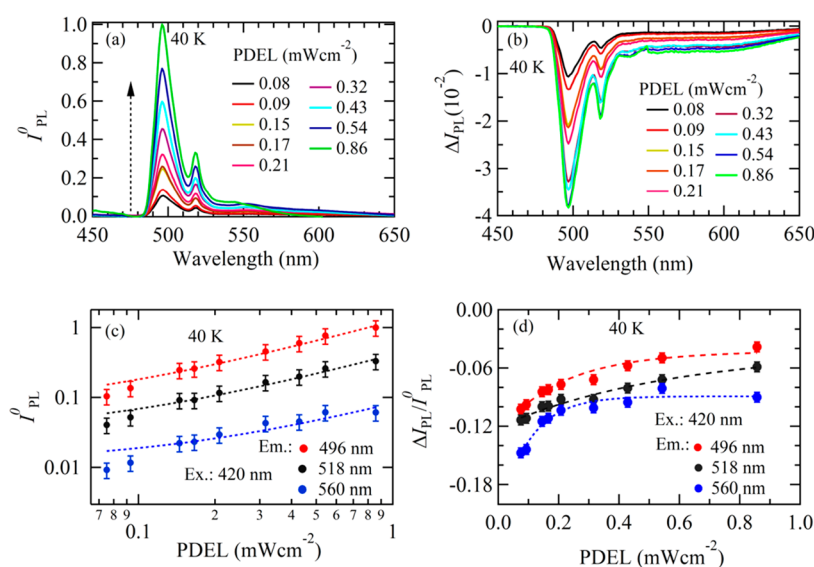 (a)
40 K
PDEL (mWcm-2)
0.08
0.09
0.15
0.17
0.21
0.32
0.43
0.54
0.86
I0PL
1.0
0.8
0.6
0.4
0.2
0.0
450 500 550 600 650
Wavelength (nm)
(b)
40 K
PDEL (mWcm-2)
0.08
0.09
0.15
0.17
0.21
0.32
0.43
0.54
0.86
ΔIPL(10-2)
0
-1
-2
-3
-4
450 500 550 600 650
Wavelength (nm)
(c)
40 K
I0PL
1
0.1
0.01
Em.: 496 nm
518 nm
560 nm
Ex.: 420 nm
7 8 9 0.1 2 3 4 5 6 7 8 9 1
PDEL (mWcm-2)
(d)
40 K
ΔIPL/I0PL
-0.00
-0.06
-0.12
-0.18
Ex.: 420 nm
Em.: 496 nm
518 nm
560 nm
0.0 0.2 0.4 0.6 0.8 1.0
PDEL (mWcm-2)